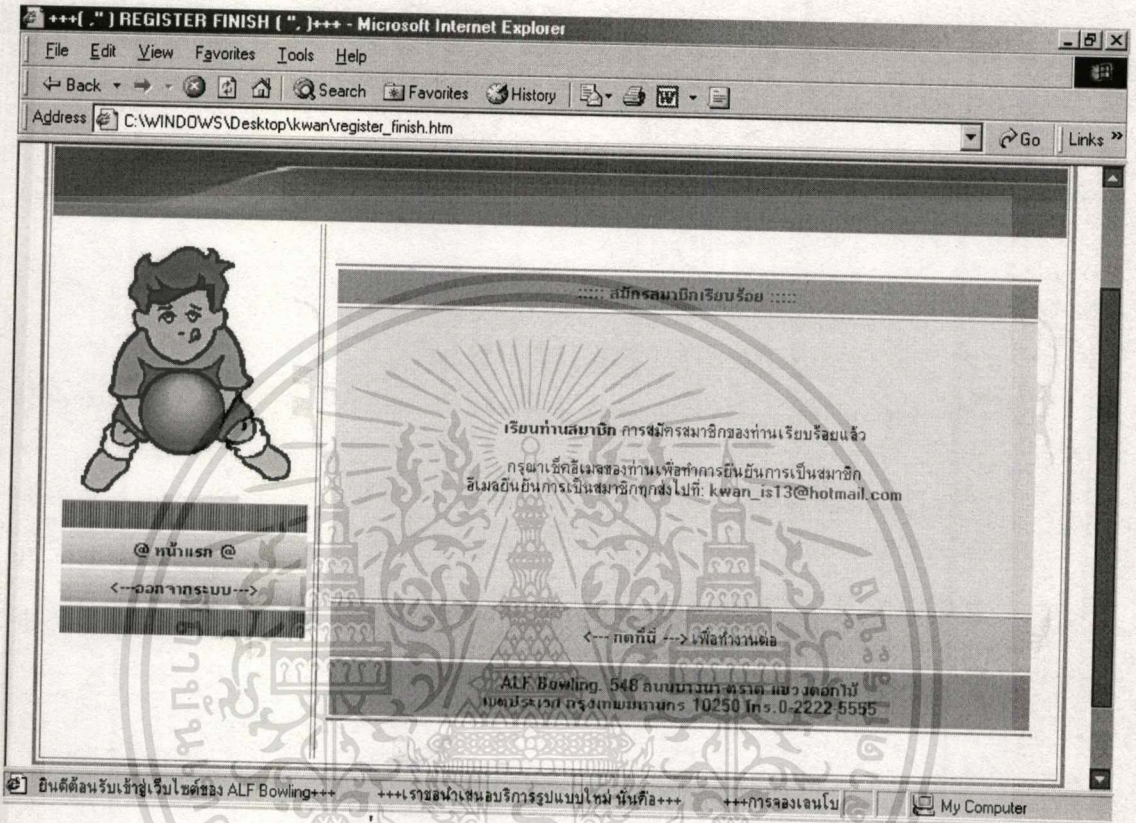 +++( ," ) REGISTER FINISH ( ", )+++ - Microsoft Internet Explorer
File Edit View Favorites Tools Help
Back Search Favorites History
Address C:\WINDOWS\Desktop\kwan\register_finish.htm Go Links »
::::: สมัครสมาชิกเรียบร้อย :::::
เรียนท่านสมาชิก การสมัครสมาชิกของท่านเรียบร้อยแล้ว
กรุณาเช็คอีเมลของท่านเพื่อทำการยืนยันการเป็นสมาชิก
อีเมลยืนยันการเป็นสมาชิกถูกส่งไปที่: kwan_is13@hotmail.com
@ หน้าแรก @
<---ออกจากระบบ--->
<--- กดที่นี่ ---> เพื่อทำงานต่อ
ALF Bowling. 548 ถนนบางนา-ตราด แขวงดอกไม้
เขตประเวศ กรุงเทพมหานคร 10250 โทร.0-2222-5555
ยินดีต้อนรับเข้าสู่เว็บไซต์ของ ALF Bowling+++ +++เราขอนำเสนอบริการรูปแบบใหม่ นั่นคือ+++ +++การจองเลนโบ My Computer